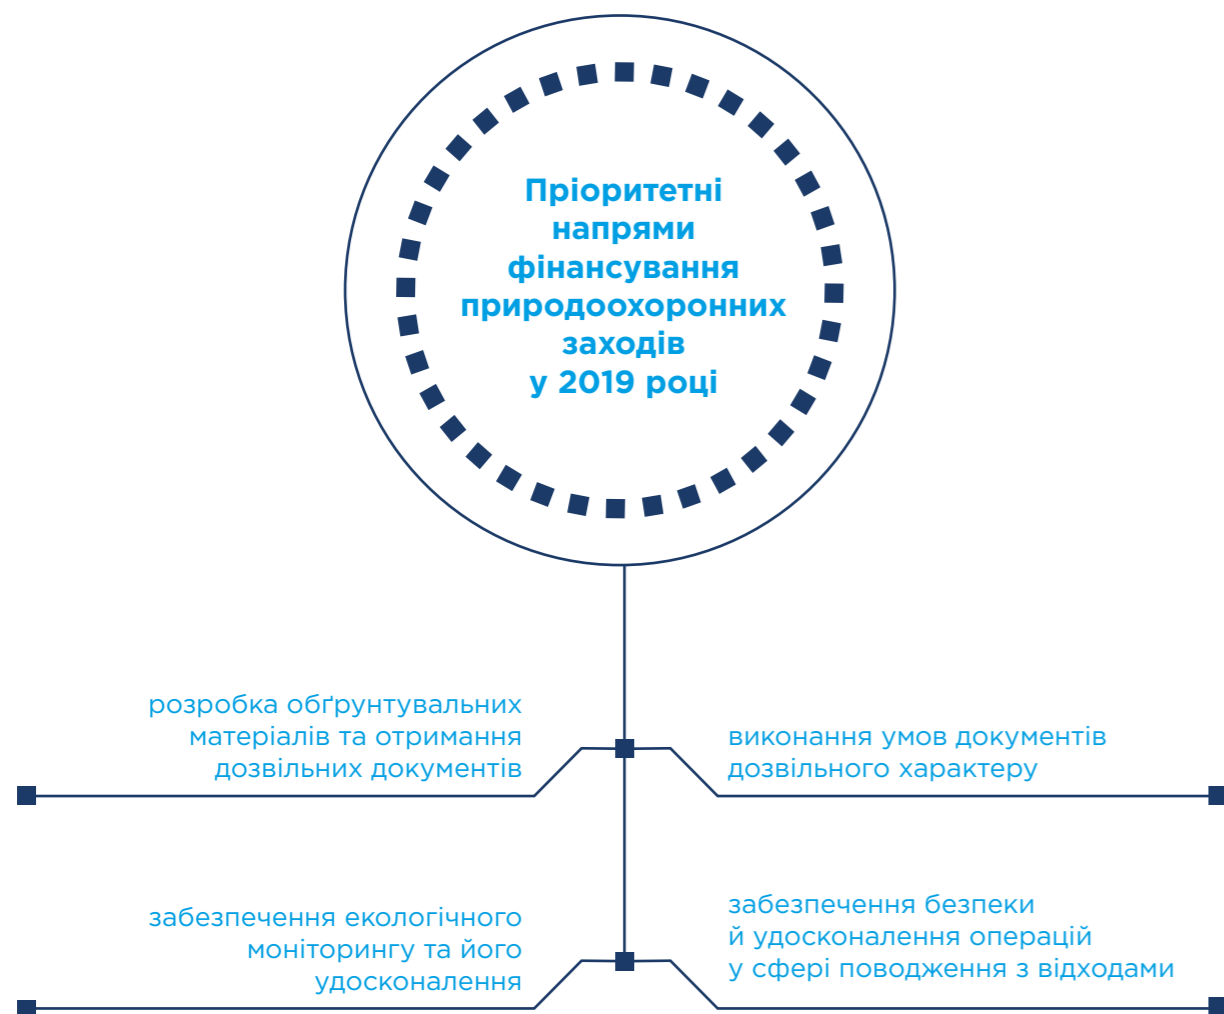 Пріоритетні
напрями
фінансування
природоохоронних
заходів
у 2019 році
розробка обґрунтувальних
матеріалів та отримання
дозвільних документів
виконання умов документів
дозвільного характеру
забезпечення екологічного
моніторингу та його
удосконалення
забезпечення безпеки
й удосконалення операцій
у сфері поводження з відходами